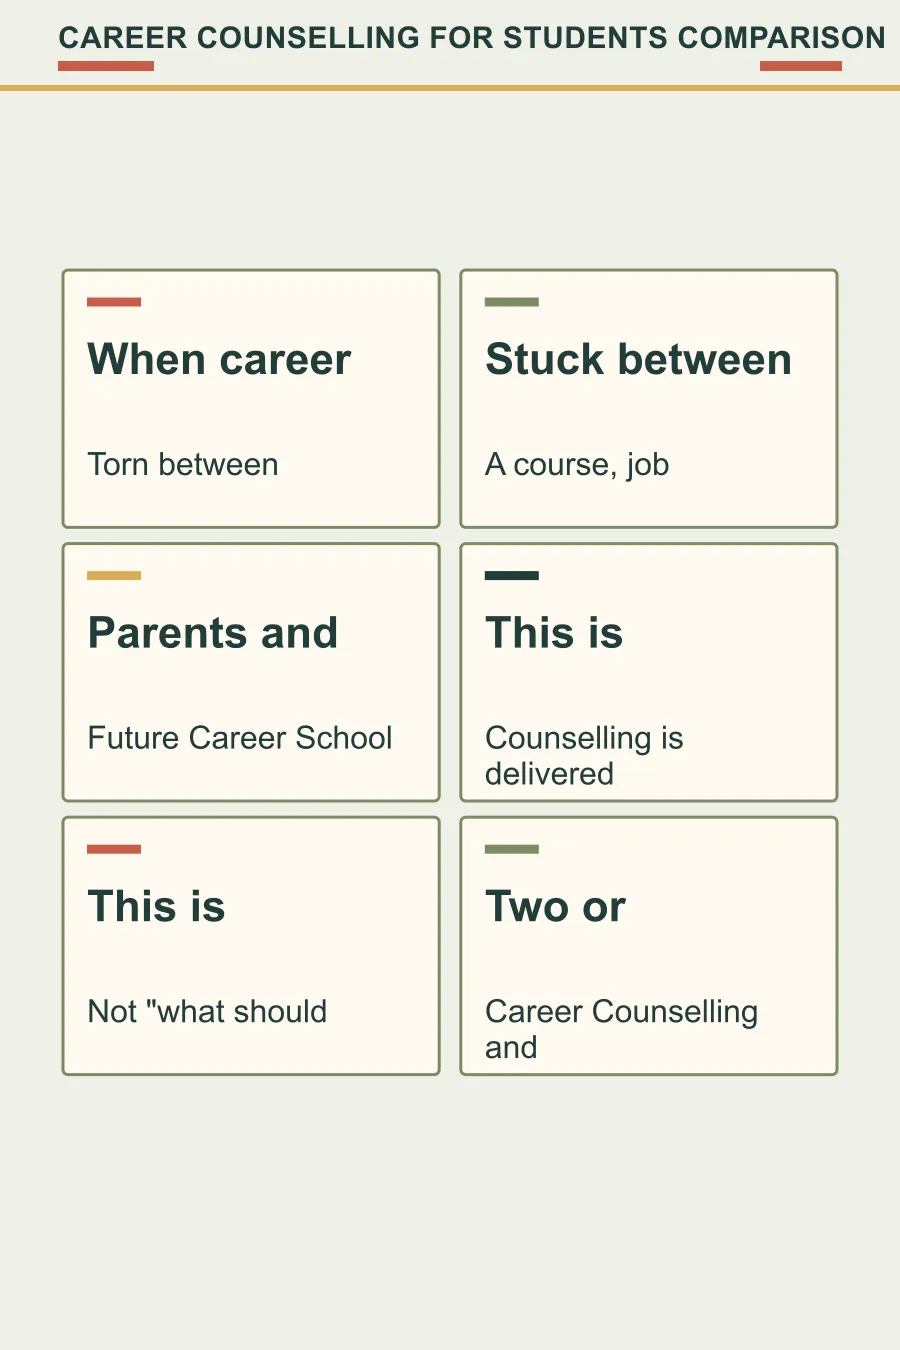 CAREER COUNSELLING FOR STUDENTS COMPARISON
When career
Torn between
Stuck between
A course, job
Parents and
Future Career School
This is
Counselling is
delivered
This is
Not "what should
Two or
Career Counselling
and